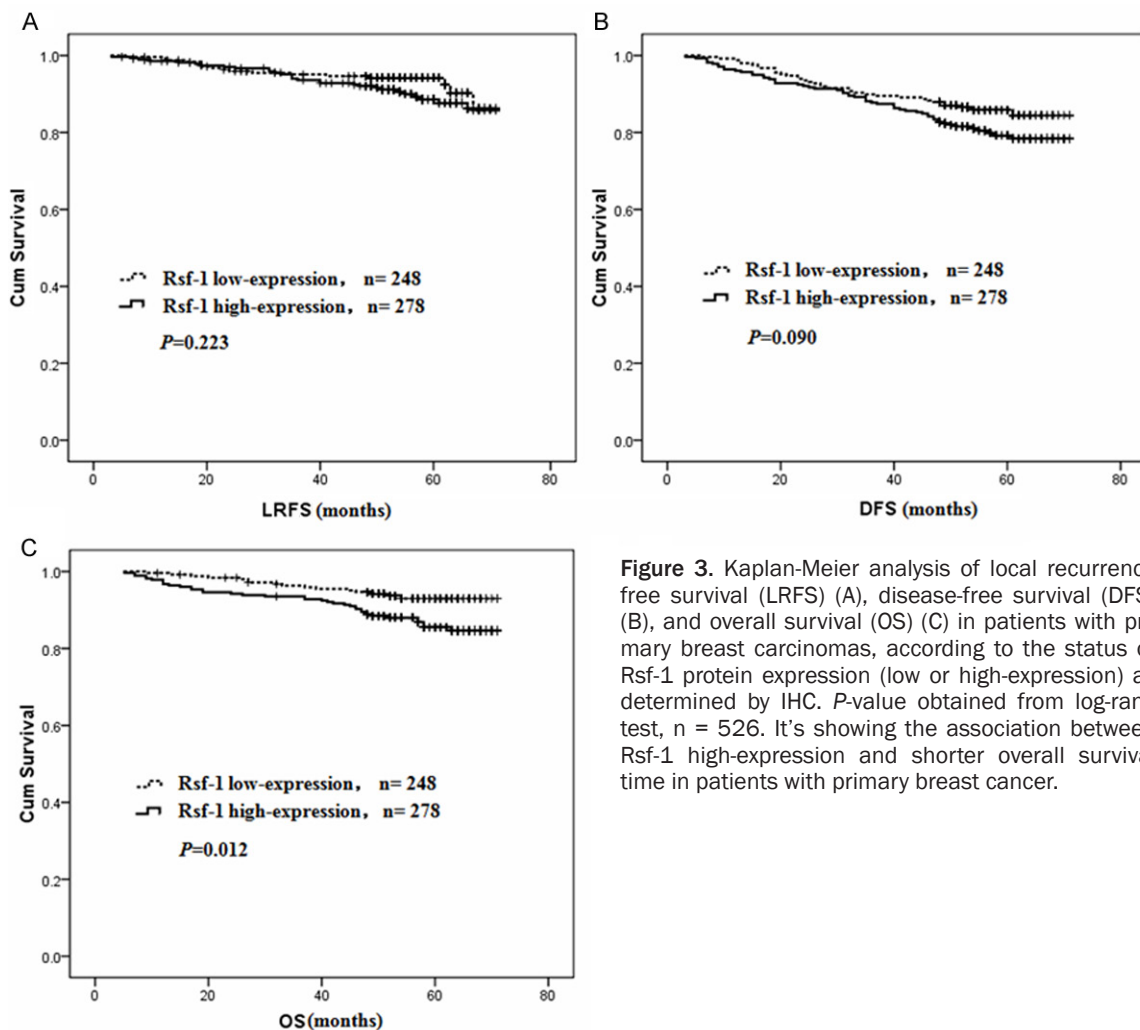 A
1.0
0.8
0.6
0.4
0.2
0.0
Cum Survival
Rsf-1 low-expression, n= 248
Rsf-1 high-expression, n= 278
P=0.223
0 20 40 60 80
LRFS (months)
B
1.0
0.8
0.6
0.4
0.2
0.0
Cum Survival
Rsf-1 low-expression, n= 248
Rsf-1 high-expression, n= 278
P=0.090
0 20 40 60 80
DFS (months)
C
1.0
0.8
0.6
0.4
0.2
0.0
Cum Survival
Rsf-1 low-expression, n= 248
Rsf-1 high-expression, n= 278
P=0.012
0 20 40 60 80
OS(months)
Figure 3. Kaplan-Meier analysis of local recurrenc
free survival (LRFS) (A), disease-free survival (DFS
(B), and overall survival (OS) (C) in patients with pr
mary breast carcinomas, according to the status o
Rsf-1 protein expression (low or high-expression) a
determined by IHC. P-value obtained from log-ran
test, n = 526. It's showing the association betwee
Rsf-1 high-expression and shorter overall surviva
time in patients with primary breast cancer.